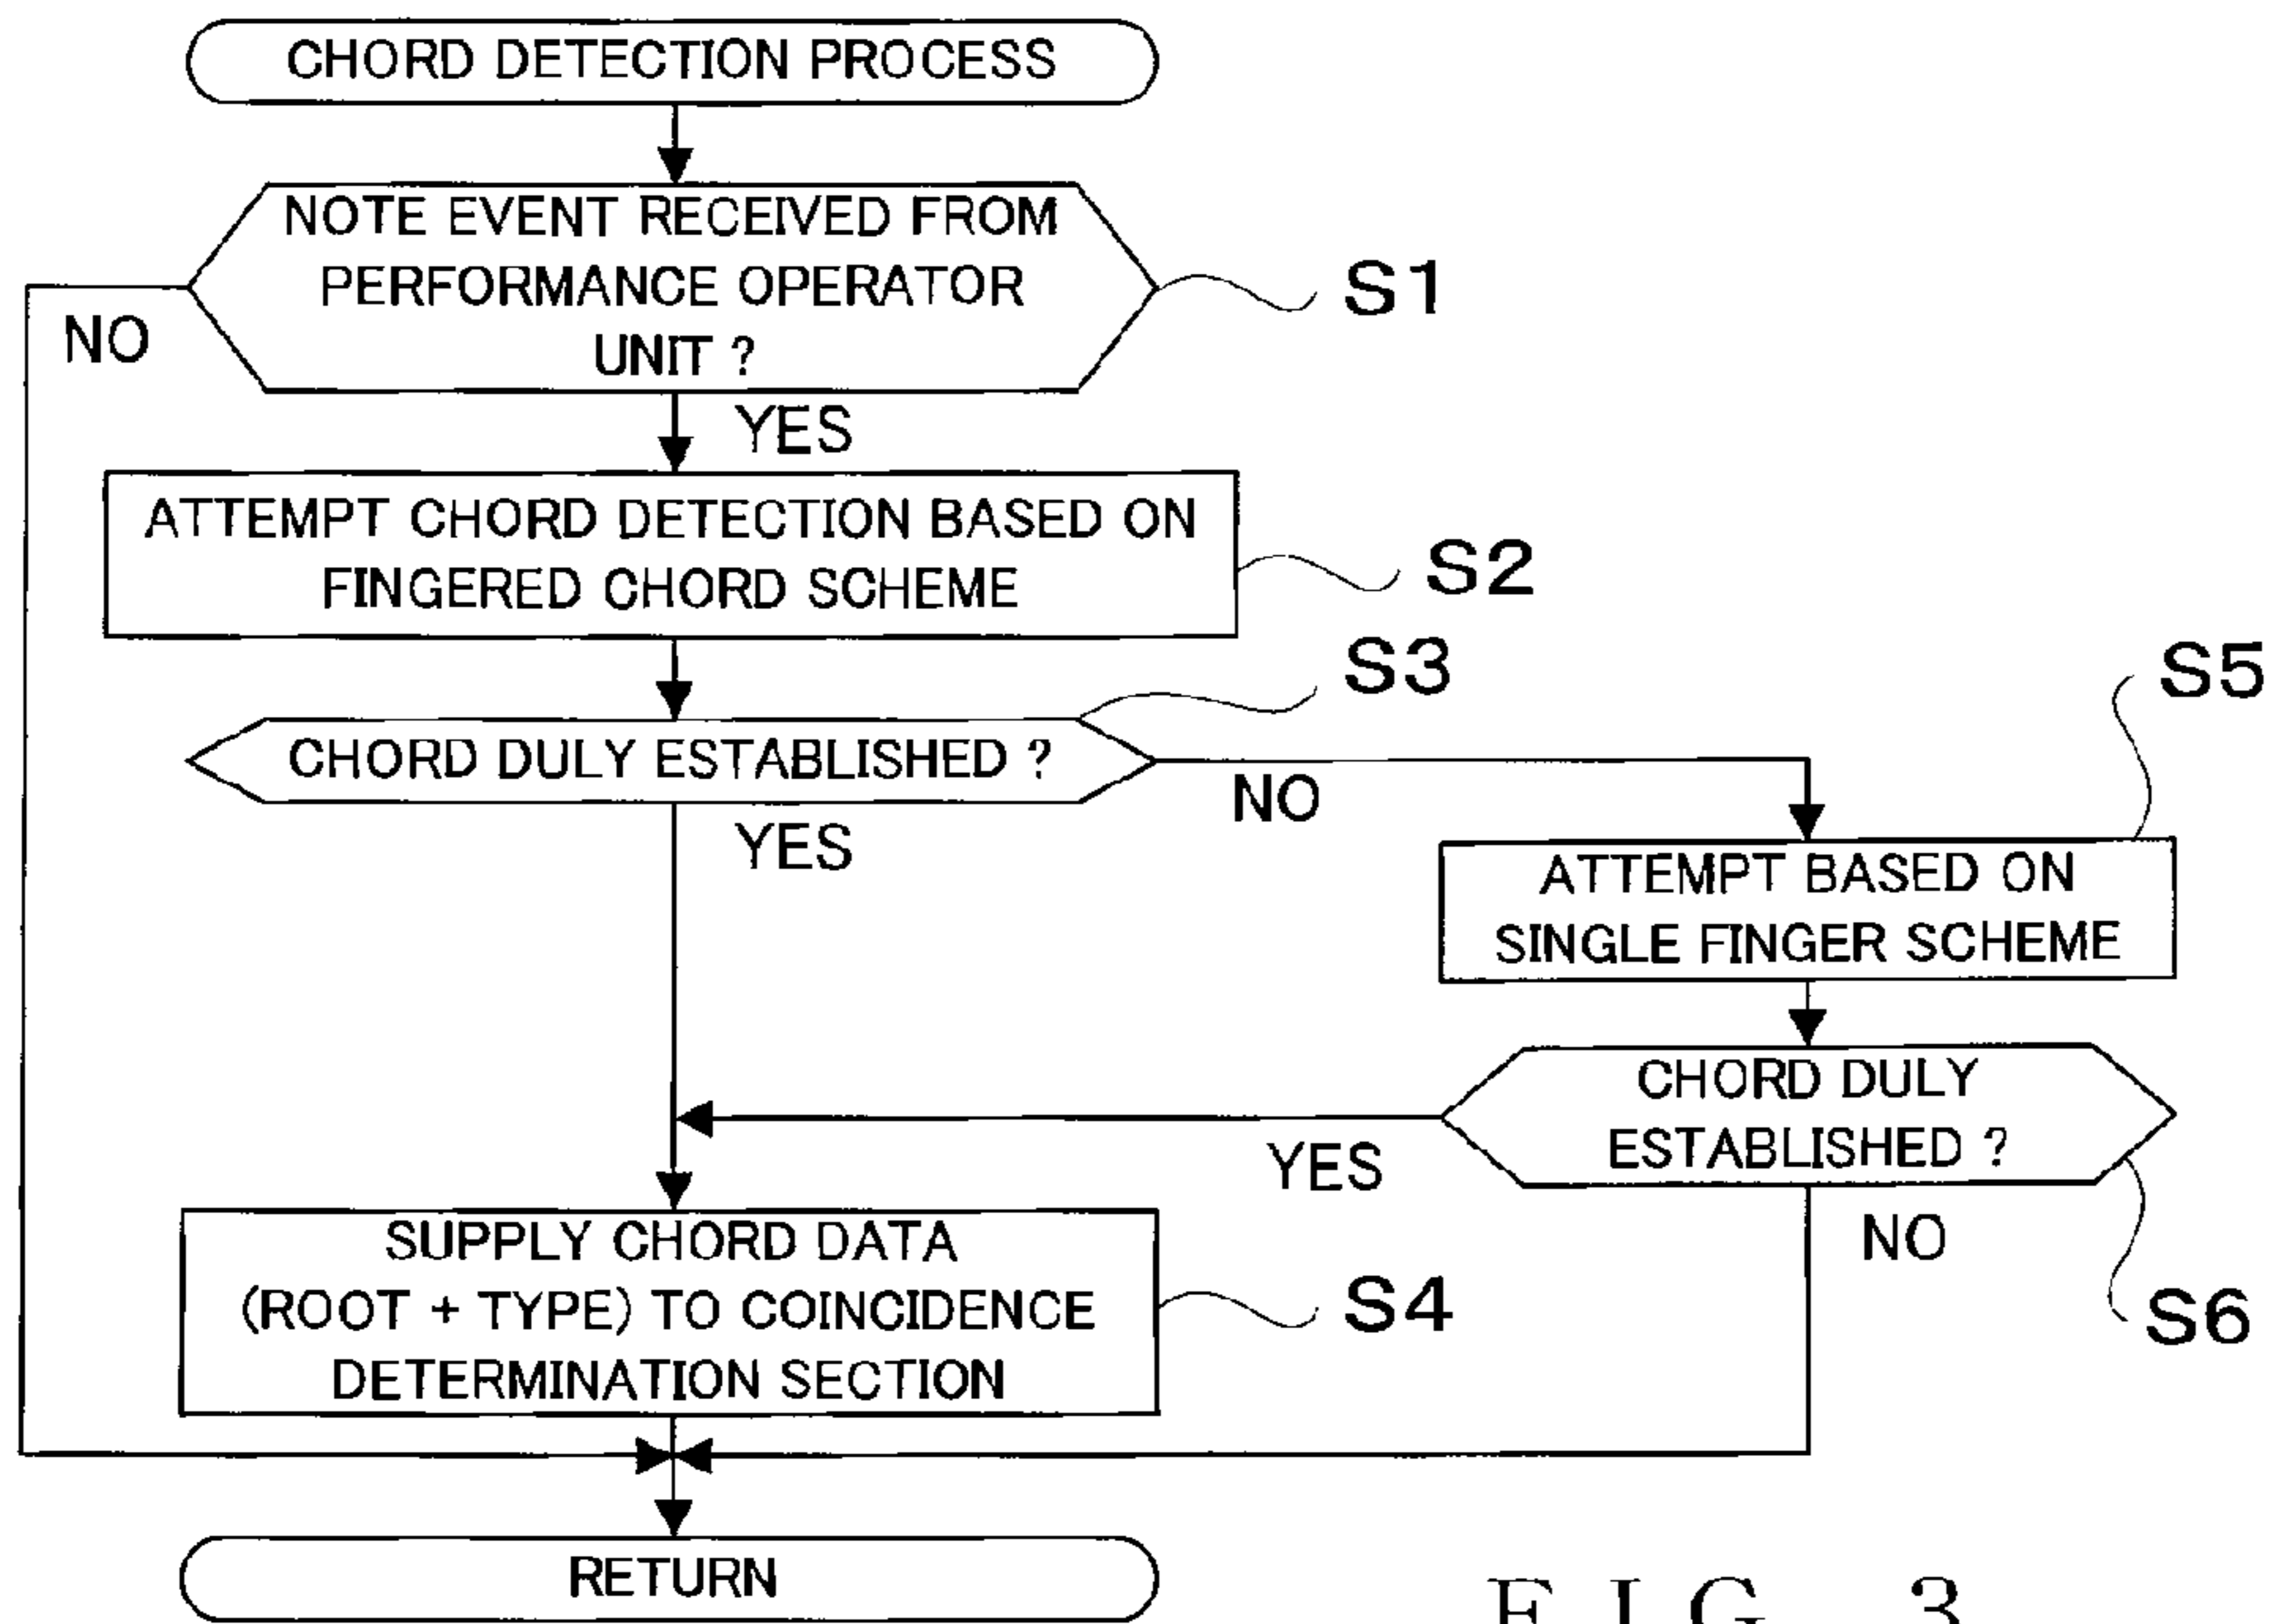 CHORD DETECTION PROCESS
NOTE EVENT RECEIVED FROM
PERFORMANCE OPERATOR
UNIT ?
S1
NO
YES
ATTEMPT CHORD DETECTION BASED ON
FINGERED CHORD SCHEME
S2
S3
CHORD DULY ESTABLISHED ?
NO
YES
S5
ATTEMPT BASED ON
SINGLE FINGER SCHEME
CHORD DULY
ESTABLISHED ?
YES
NO
S6
SUPPLY CHORD DATA
(ROOT + TYPE) TO COINCIDENCE
DETERMINATION SECTION
S4
RETURN
FIG. 3